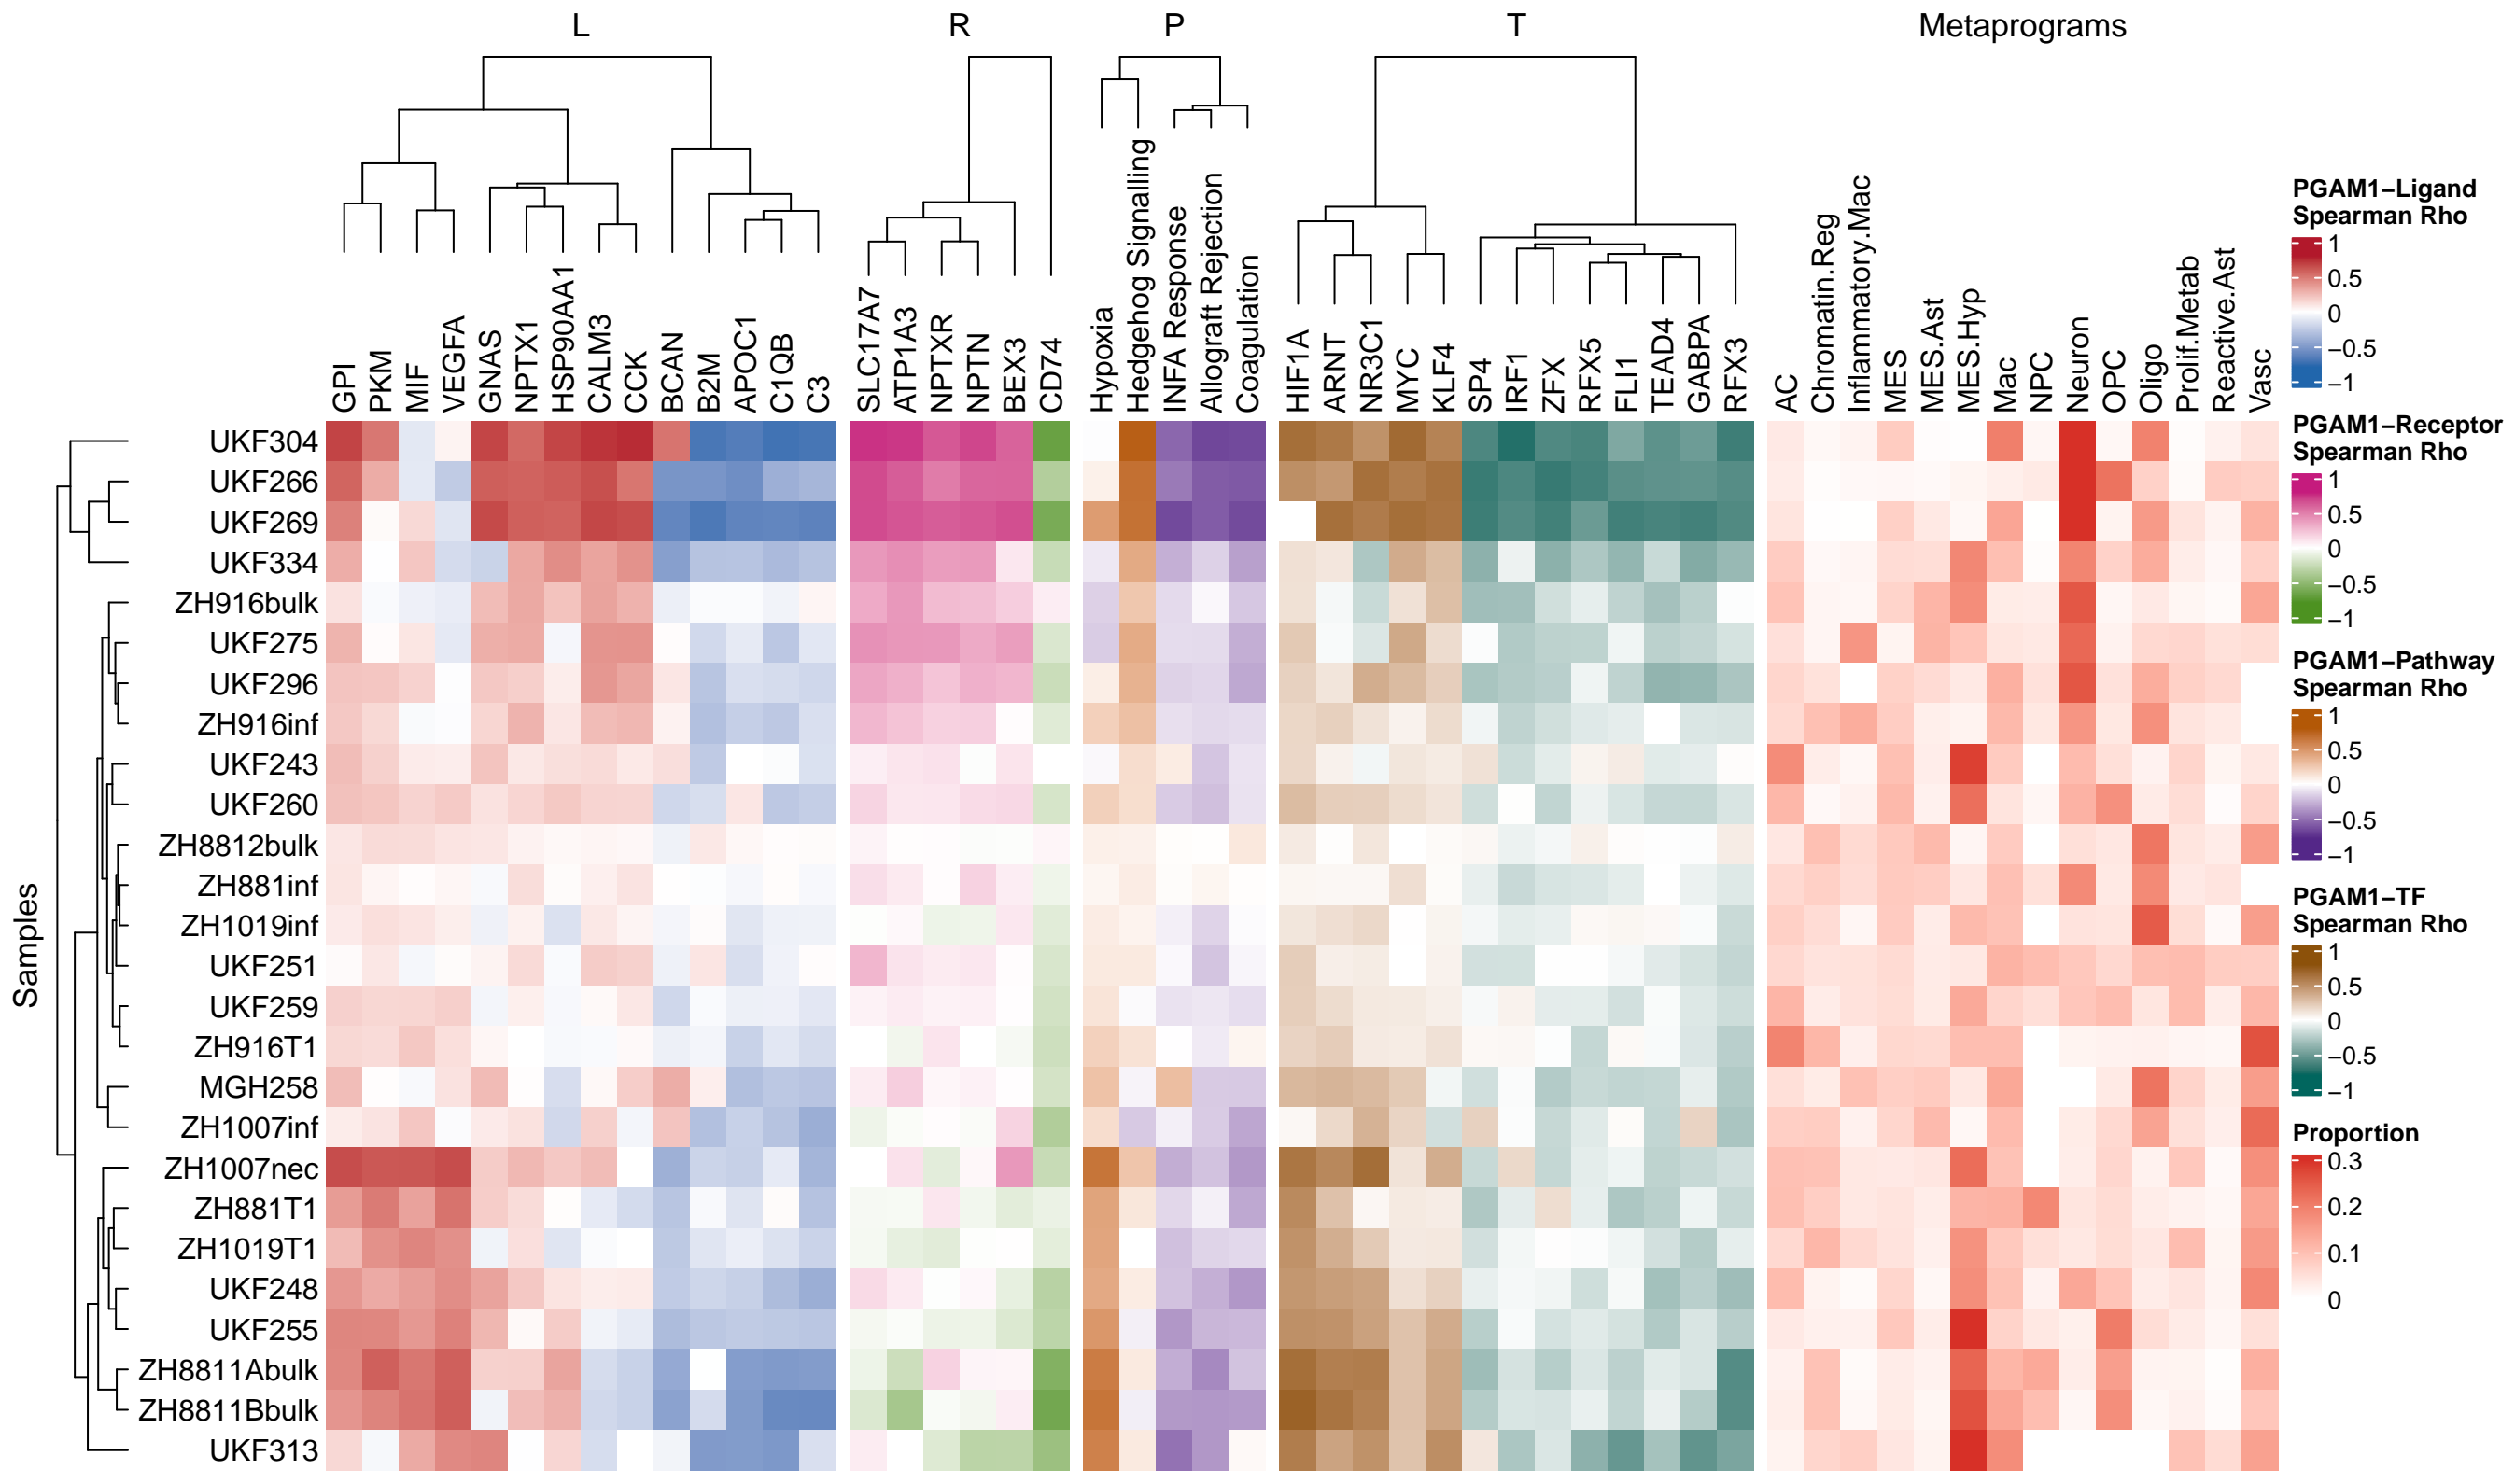 L
R
P
T
Metaprograms
GPI
PKM
MIF
VEGFA
GNAS
NPTX1
HSP90AA1
CALM3
CCK
BCAN
B2M
APOC1
C1QB
C3
SLC17A7
ATP1A3
NPTXR
NPTN
BEX3
CD74
Hypoxia
Hedgehog Signalling
INFA Response
Allograft Rejection
Coagulation
HIF1A
ARNT
NR3C1
MYC
KLF4
SP4
IRF1
ZFX
RFX5
FLI1
TEAD4
GABPA
RFX3
AC
Chromatin.Reg
Inflammatory.Mac
MES
MES.Ast
MES.Hyp
Mac
NPC
Neuron
OPC
Oligo
Prolif.Metab
Reactive.Ast
Vasc
Samples
UKF304
UKF266
UKF269
UKF334
ZH916bulk
UKF275
UKF296
ZH916inf
UKF243
UKF260
ZH8812bulk
ZH881inf
ZH1019inf
UKF251
UKF259
ZH916T1
MGH258
ZH1007inf
ZH1007nec
ZH881T1
ZH1019T1
UKF248
UKF255
ZH8811Abulk
ZH8811Bbulk
UKF313
PGAM1−Ligand
Spearman Rho
1
0.5
0
−0.5
−1
PGAM1−Receptor
Spearman Rho
1
0.5
0
−0.5
−1
PGAM1−Pathway
Spearman Rho
1
0.5
0
−0.5
−1
PGAM1−TF
Spearman Rho
1
0.5
0
−0.5
−1
Proportion
0.3
0.2
0.1
0